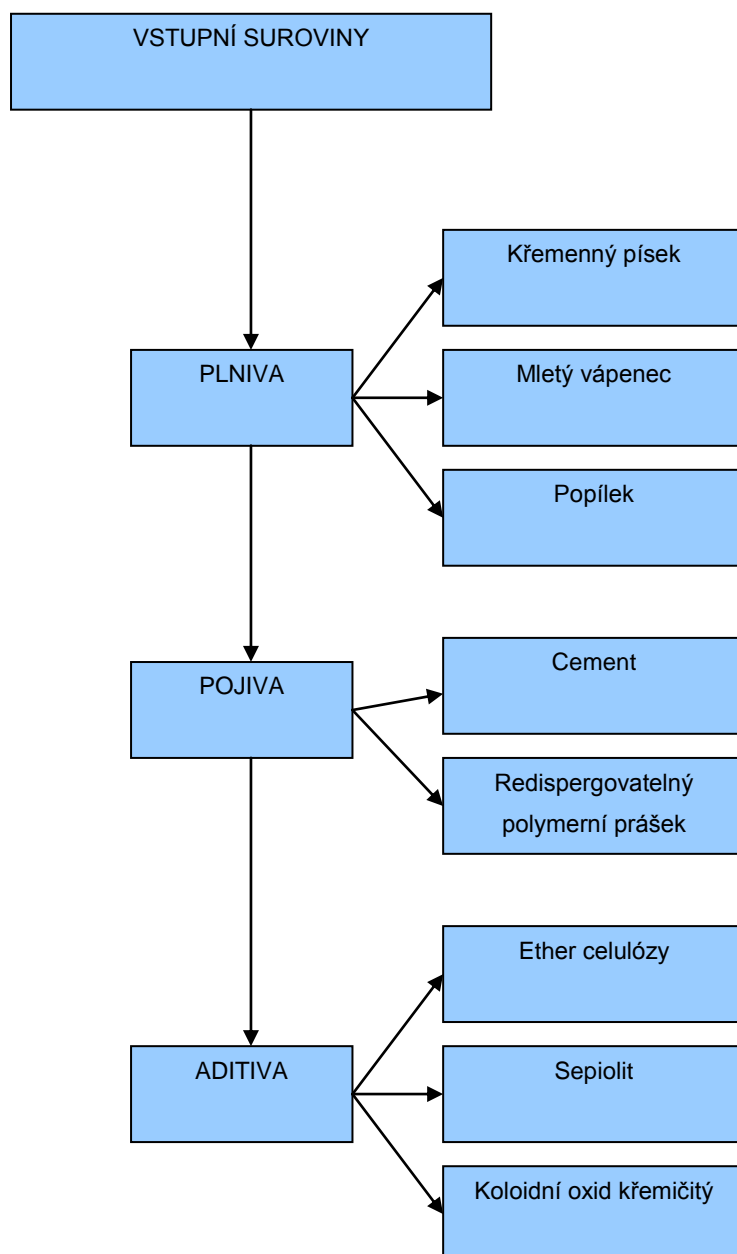 VSTUPNÍ SUROVINY
Křemenný písek
PLNIVA
Mletý vápenec
Popílek
Cement
POJIVA
Redispergovatelný
polymerní prášek
Ether celulózy
ADITIVA
Sepiolit
Koloidní oxid křemičitý